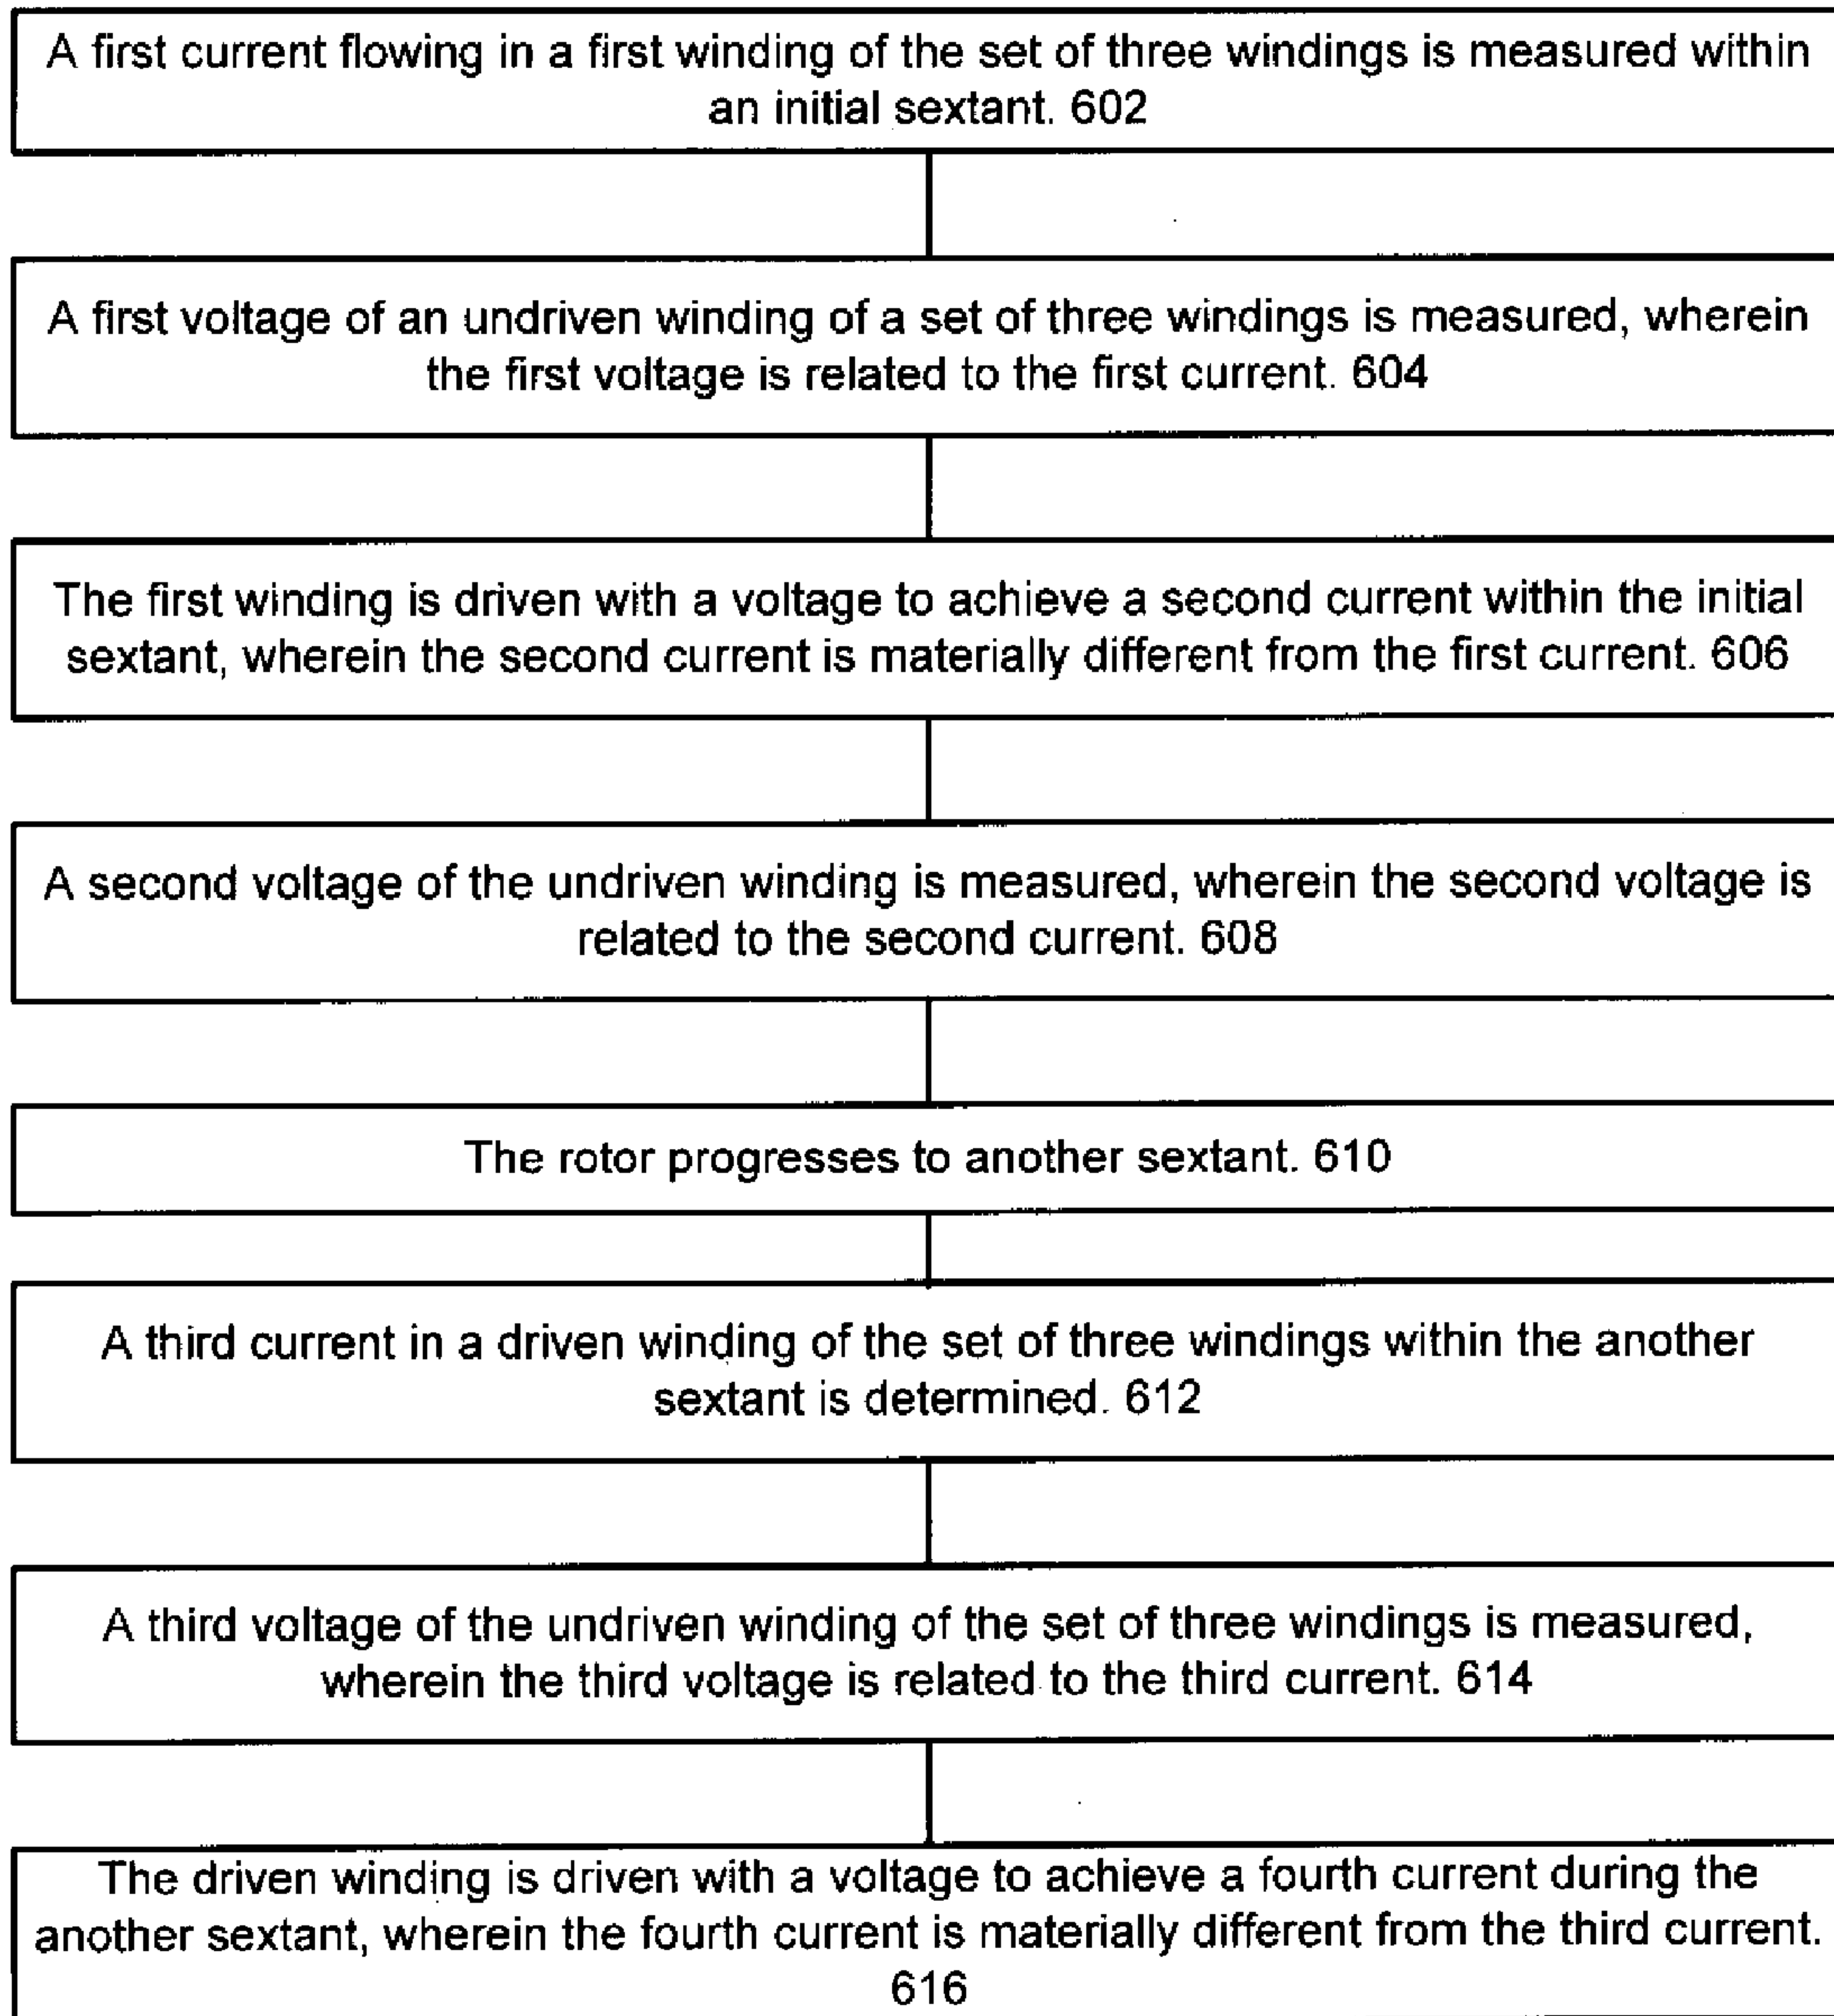 A first current flowing in a first winding of the set of three windings is measured within
an initial sextant. 602
A first voltage of an undriven winding of a set of three windings is measured, wherein
the first voltage is related to the first current. 604
The first winding is driven with a voltage to achieve a second current within the initial
sextant, wherein the second current is materially different from the first current. 606
A second voltage of the undriven winding is measured, wherein the second voltage is
related to the second current. 608
The rotor progresses to another sextant. 610
A third current in a driven winding of the set of three windings within the another
sextant is determined. 612
A third voltage of the undriven winding of the set of three windings is measured,
wherein the third voltage is related to the third current. 614
The driven winding is driven with a voltage to achieve a fourth current during the
another sextant, wherein the fourth current is materially different from the third current.
616